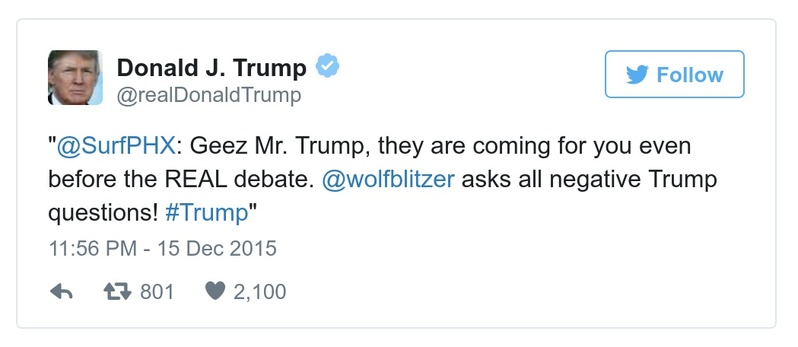 Donald J. Trump
@realDonaldTrump
Follow
"@SurfPHX: Geez Mr. Trump, they are coming for you even
before the REAL debate. @wolfblitzer asks all negative Trump
questions! #Trump"
11:56 PM - 15 Dec 2015
801 2,100